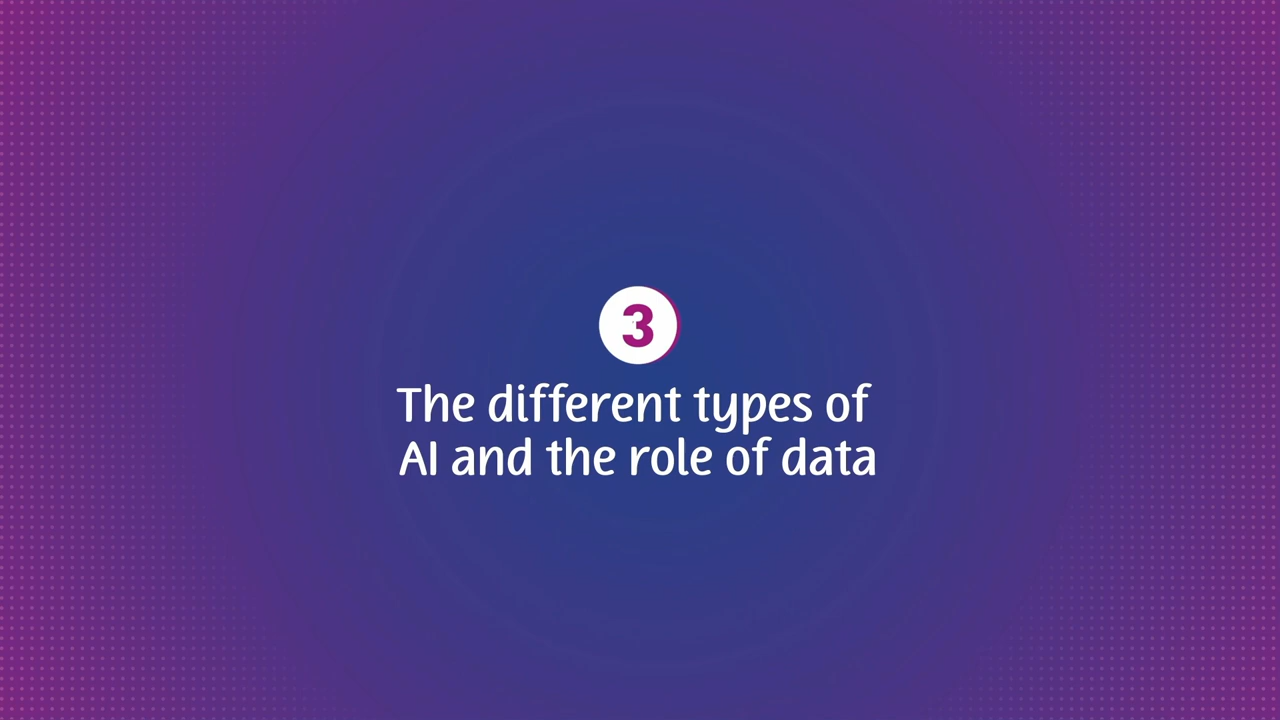 3
The different types of
AI and the role of data